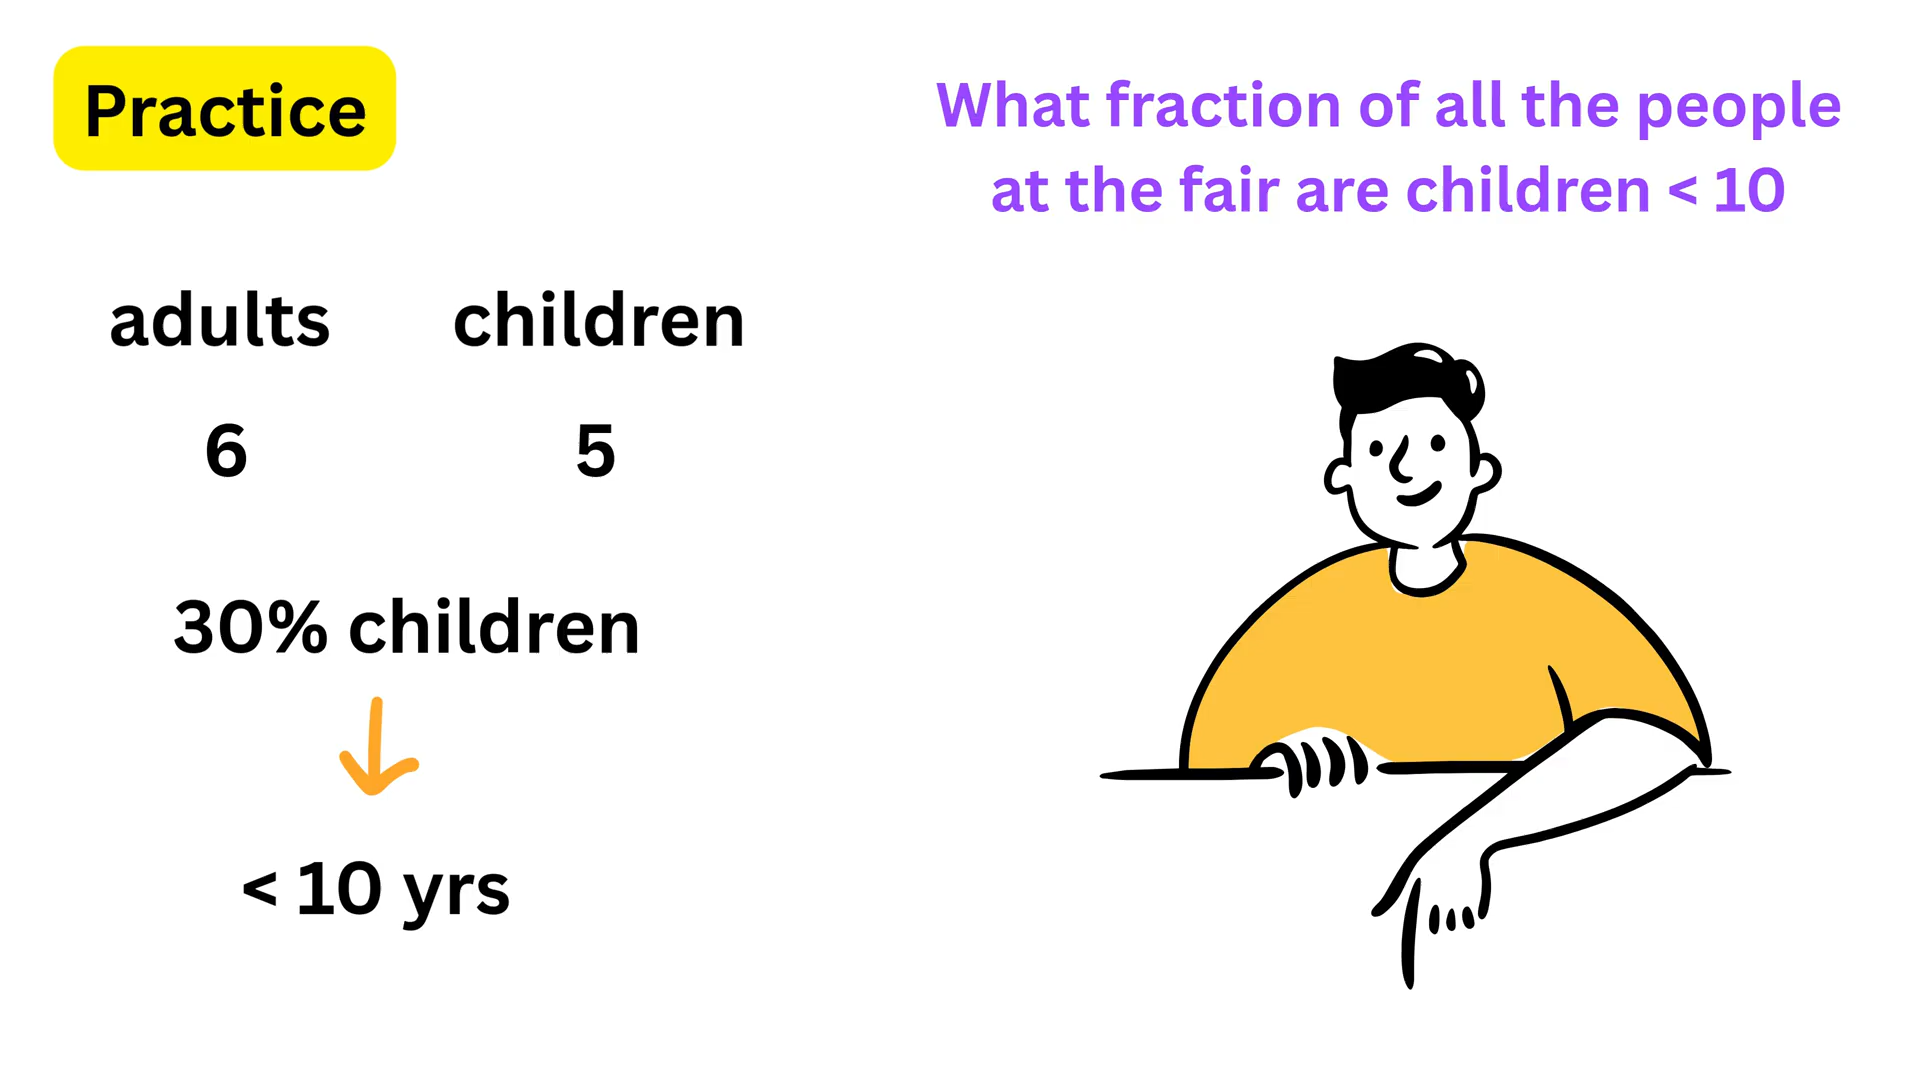 Practice
What fraction of all the people
at the fair are children < 10
adults children
6 5
30% children
< 10 yrs